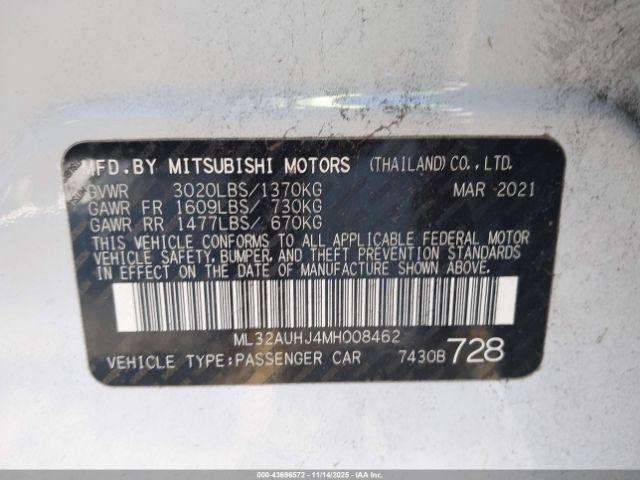 MFD.BY MITSUBISHI MOTORS (THAILAND)CO.,LTD.
GVWR 3020LBS/1370KG MAR 2021
GAWR FR 1609LBS/ 730KG
GAWR RR 1477LBS/ 670KG
THIS VEHICLE CONFORMS TO ALL APPLICABLE FEDERAL MOTOR
VEHICLE SAFETY, BUMPER, AND THEFT PREVENTION STANDARDS
IN EFFECT ON THE DATE OF MANUFACTURE SHOWN ABOVE.
ML32AUHJ4MH008462
VEHICLE TYPE:PASSENGER CAR 7430B 728
000-43696572 - 11/14/2025 - IAAI.COM